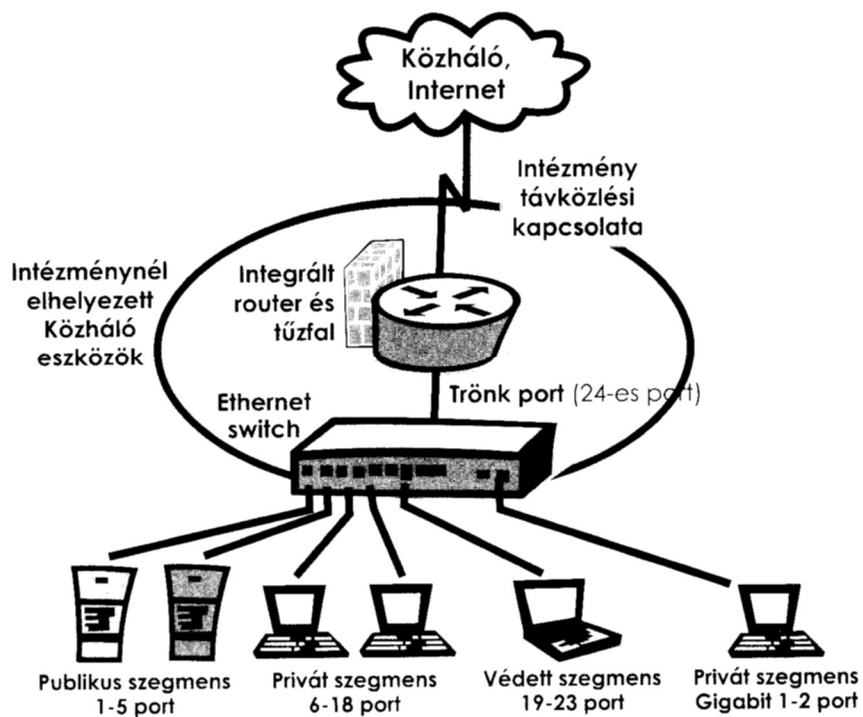 Közháló,
Internet
Intézmény
távközlési
kapcsolata
Intézménynél
elhelyezett
Közháló
eszközök
Integrált
router és
tűzfal
Trönk port (24-es port)
Ethernet
switch
Publikus szegmens
1-5 port
Privát szegmens
6-18 port
Védett szegmens
19-23 port
Privát szegmens
Gigabit 1-2 port